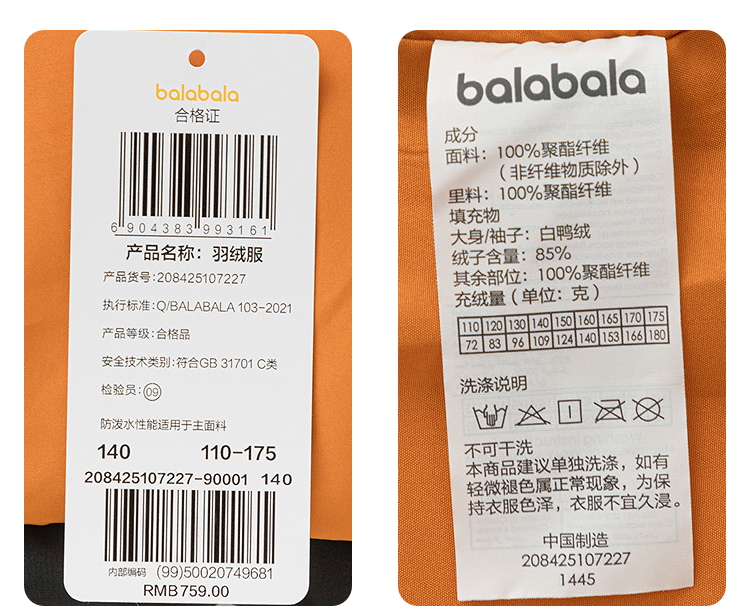 balabala
合格证
6 904383 993161
产品名称：羽绒服
产品货号:208425107227
执行标准:Q/BALABALA 103-2021
产品等级:合格品
安全技术类别:符合GB 31701 C类
检验员:09
防泼水性能适用于主面料
140 110-175
208425107227-90001 140
内部编码 (99)50020749681
RMB759.00
balabala
成分
面料：100%聚酯纤维
（非纤维物质除外）
里料：100%聚酯纤维
填充物
大身/袖子：白鸭绒
绒子含量：85%
其余部位：100%聚酯纤维
充绒量（单位：克）
110 120 130 140 150 160 165 170 175
72 83 96 109 124 140 153 166 180
洗涤说明
不可干洗
本商品建议单独洗涤，如有
轻微褪色属正常现象，为保
持衣服色泽，衣服不宜久浸。
中国制造
208425107227
1445